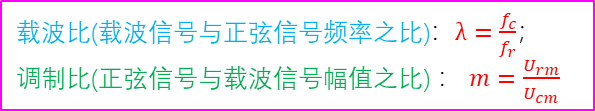 载波比(载波信号与正弦信号频率之比)：λ = f_c / f_r；
调制比(正弦信号与载波信号幅值之比)： m = U_rm / U_cm